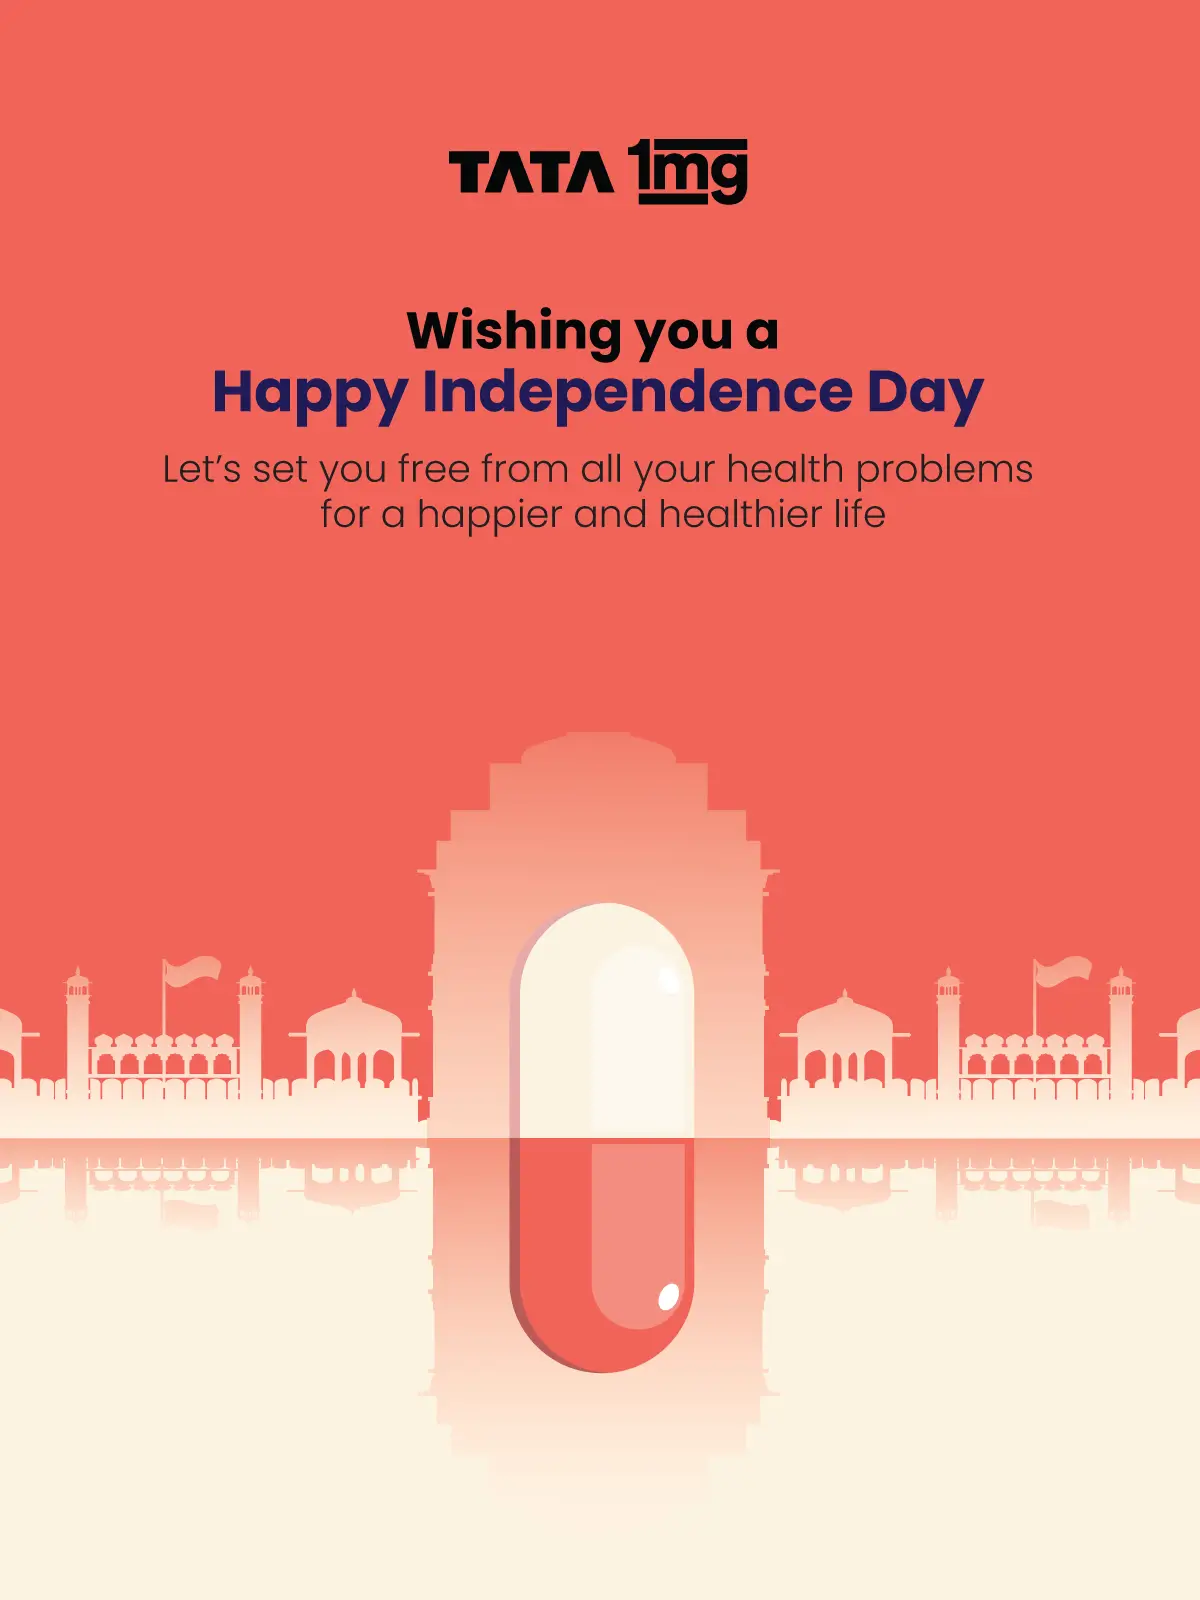 TATA 1mg
Wishing you a
Happy Independence Day
Let's set you free from all your health problems
for a happier and healthier life